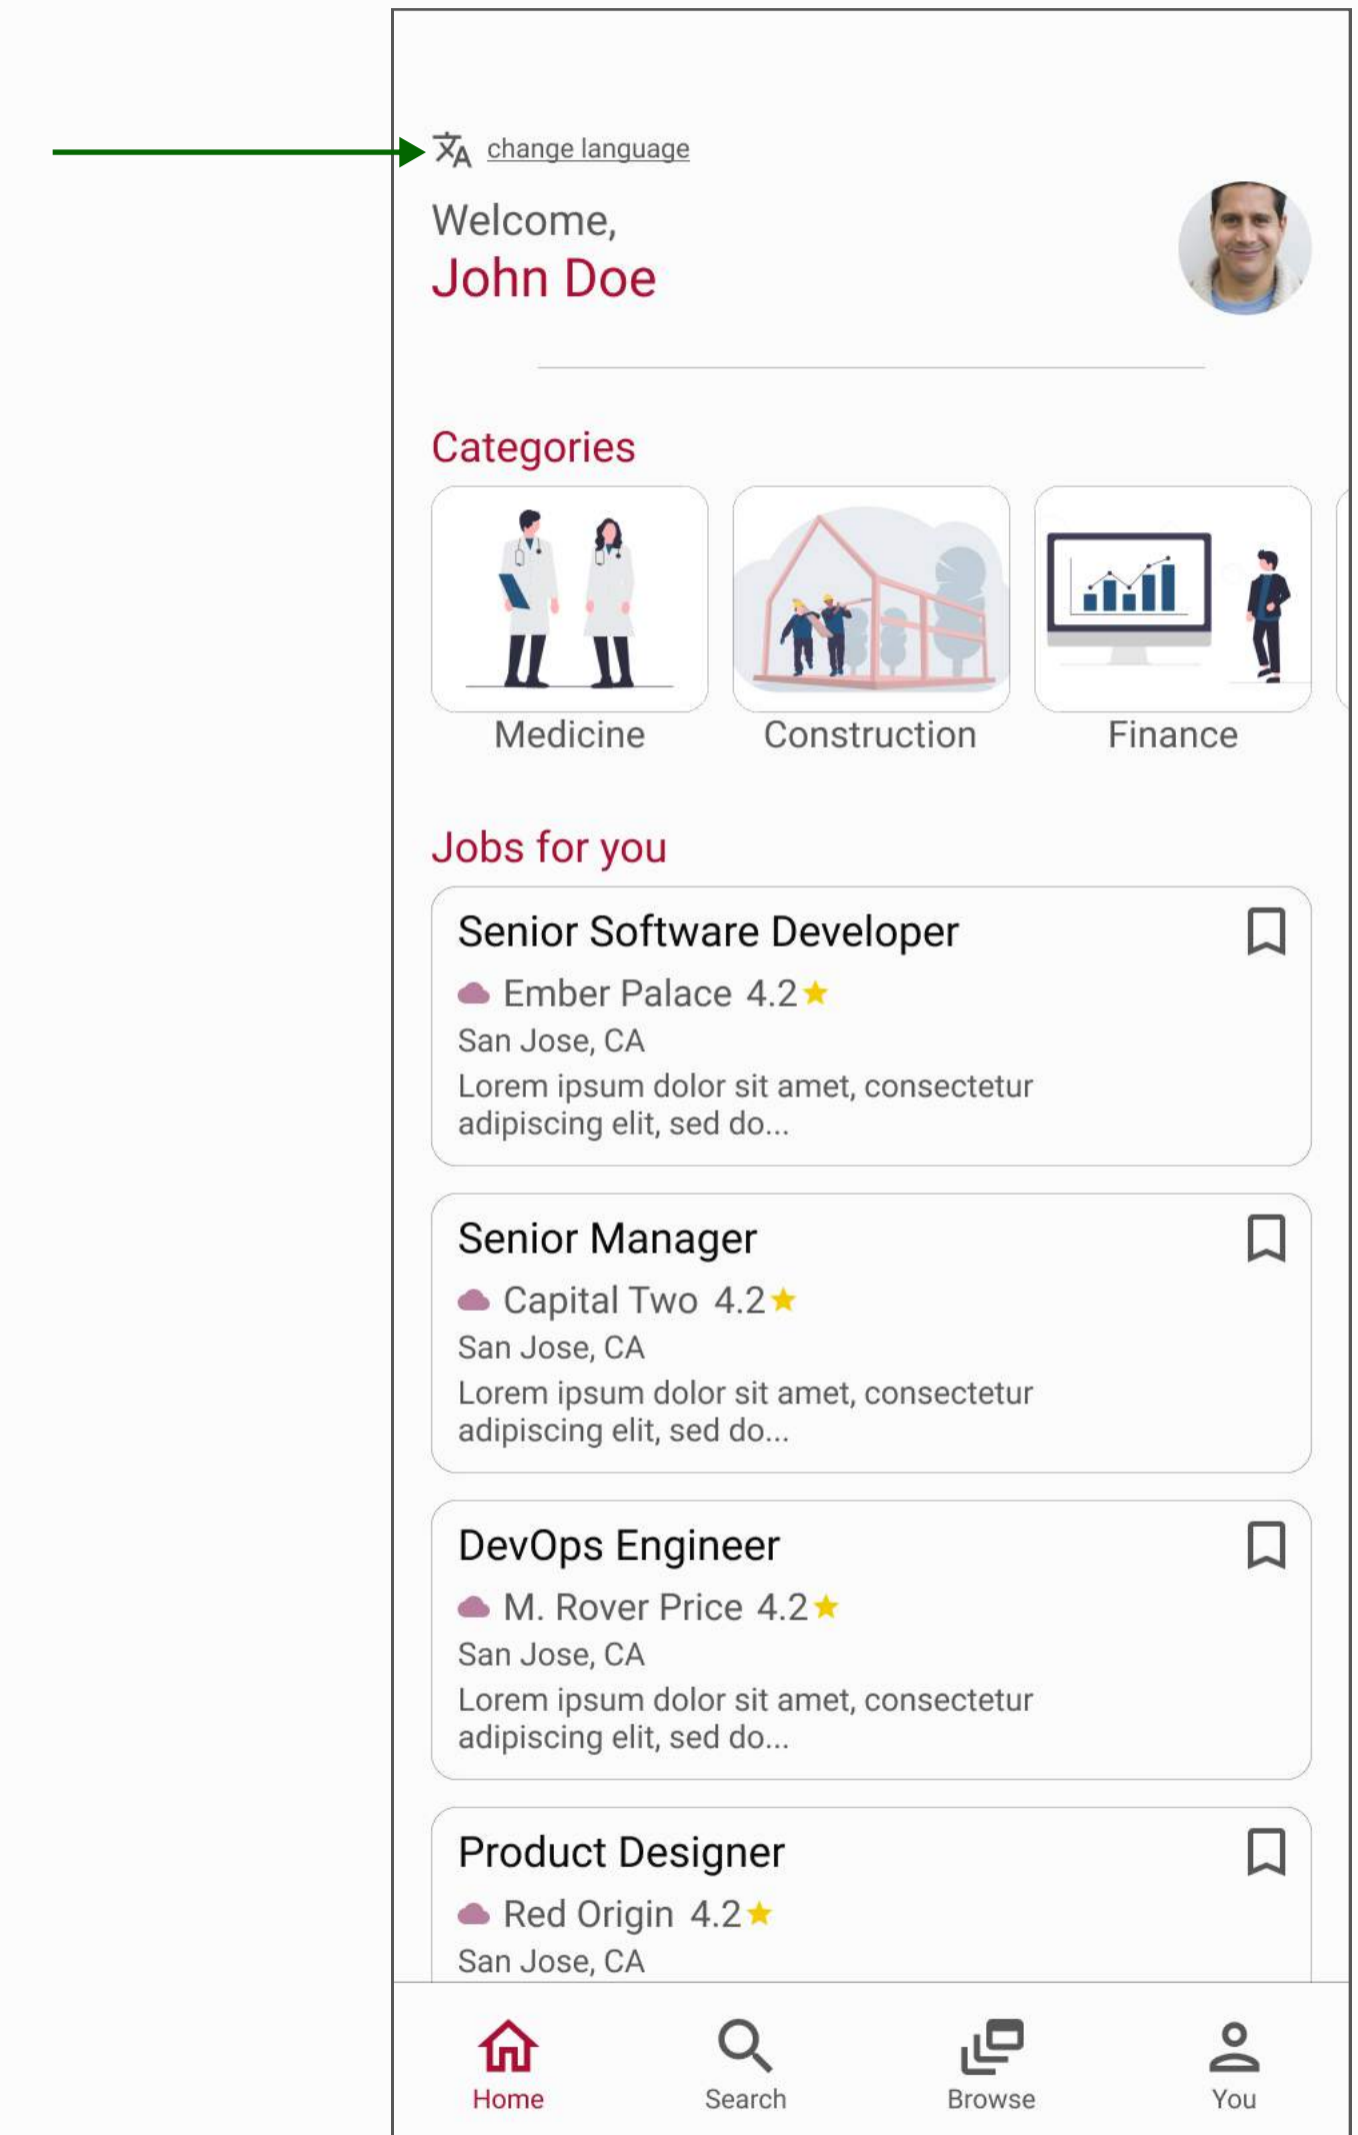 change language
Welcome,
John Doe
Categories
Medicine
Construction
Finance
Jobs for you
Senior Software Developer
Ember Palace 4.2
San Jose, CA
Lorem ipsum dolor sit amet, consectetur
adipiscing elit, sed do...
Senior Manager
Capital Two 4.2
San Jose, CA
Lorem ipsum dolor sit amet, consectetur
adipiscing elit, sed do...
DevOps Engineer
M. Rover Price 4.2
San Jose, CA
Lorem ipsum dolor sit amet, consectetur
adipiscing elit, sed do...
Product Designer
Red Origin 4.2
San Jose, CA
Home
Search
Browse
You